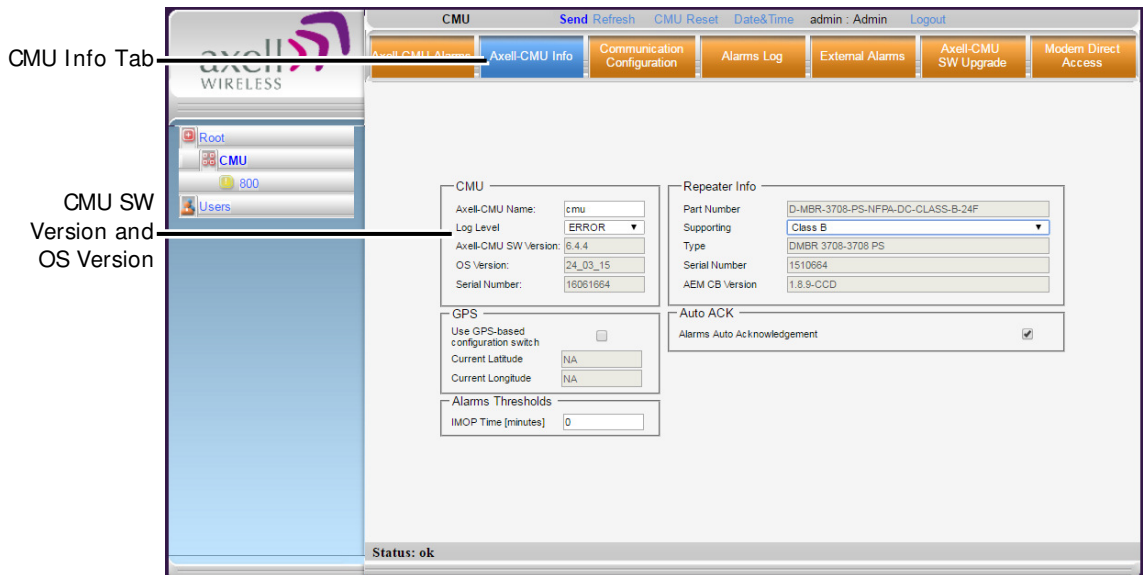 CMU Send Refresh CMU Reset Date&Time admin : Admin Logout
CMU Info Tab
axell
WIRELESS
Axell-CMU Alarms
Axell-CMU Info
Communication
Configuration
Alarms Log
External Alarms
Axell-CMU
SW Upgrade
Modem Direct
Access
Root
CMU
800
Users
CMU SW
Version and
OS Version
CMU
Axell-CMU Name: cmu
Log Level ERROR
Axell-CMU SW Version: 6.4.4
OS Version: 24_03_15
Serial Number: 16061664
Repeater Info
Part Number D-MBR-3708-PS-NFPA-DC-CLASS-B-24F
Supporting Class B
Type DMBR 3708-3708 PS
Serial Number 1510664
AEM CB Version 1.8.9-CCD
GPS
Use GPS-based
configuration switch
Current Latitude NA
Current Longitude NA
Auto ACK
Alarms Auto Acknowledgement
Alarms Thresholds
IMOP Time [minutes] 0
Status: ok